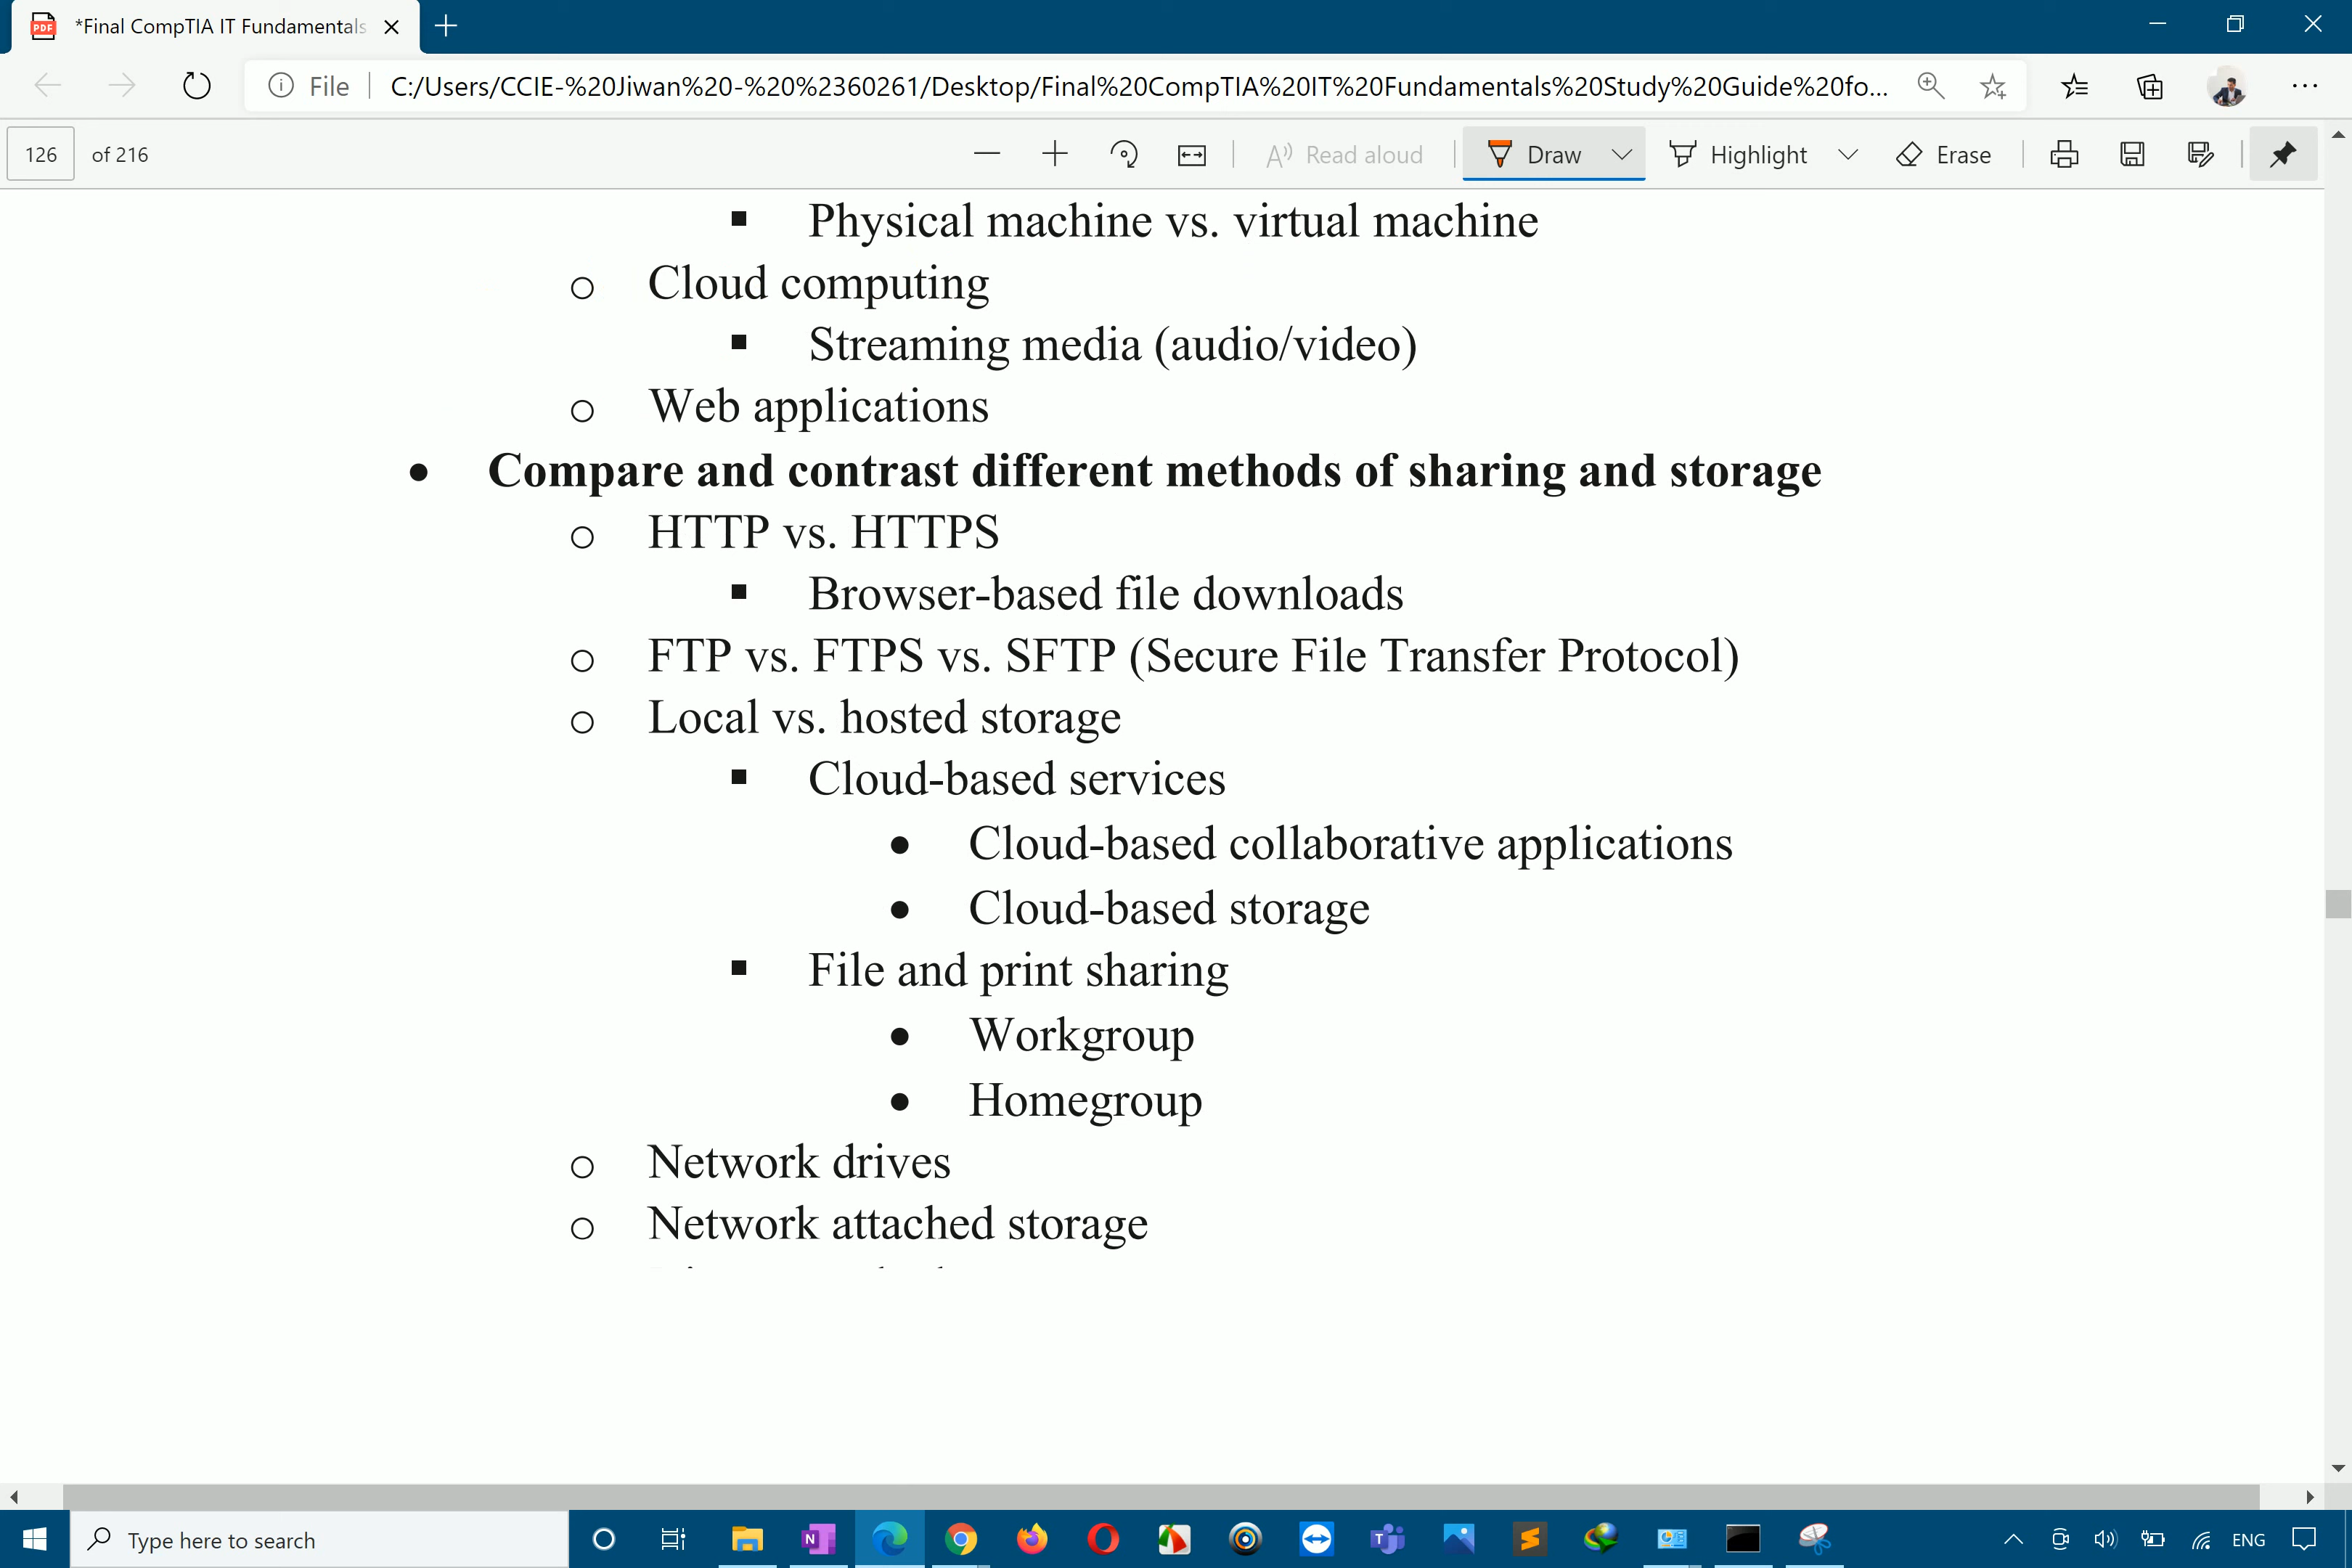 *Final CompTIA IT Fundamentals
File
C:/Users/CCIE-%20Jiwan%20-%20%2360261/Desktop/Final%20CompTIA%20IT%20Fundamentals%20Study%20Guide%20fo...
126 of 216
Read aloud
Draw
Highlight
Erase
▪ Physical machine vs. virtual machine
o Cloud computing
▪ Streaming media (audio/video)
o Web applications
• Compare and contrast different methods of sharing and storage
o HTTP vs. HTTPS
▪ Browser-based file downloads
o FTP vs. FTPS vs. SFTP (Secure File Transfer Protocol)
o Local vs. hosted storage
▪ Cloud-based services
• Cloud-based collaborative applications
• Cloud-based storage
▪ File and print sharing
• Workgroup
• Homegroup
o Network drives
o Network attached storage
Type here to search
ENG